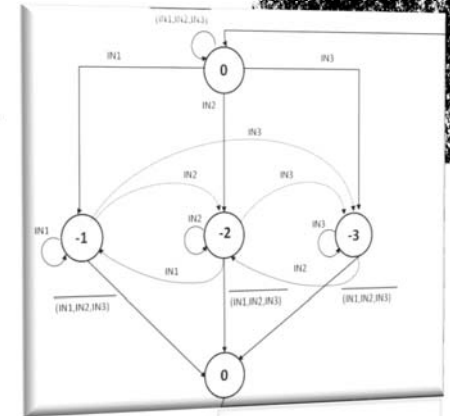 (IN1,IN2,IN3)
IN1
0
IN3
IN2
IN3
IN2
IN3
IN1
-1
IN2
-2
IN3
-3
IN1
IN2
(IN1,IN2,IN3)
(IN1,IN2,IN3)
(IN1,IN2,IN3)
0